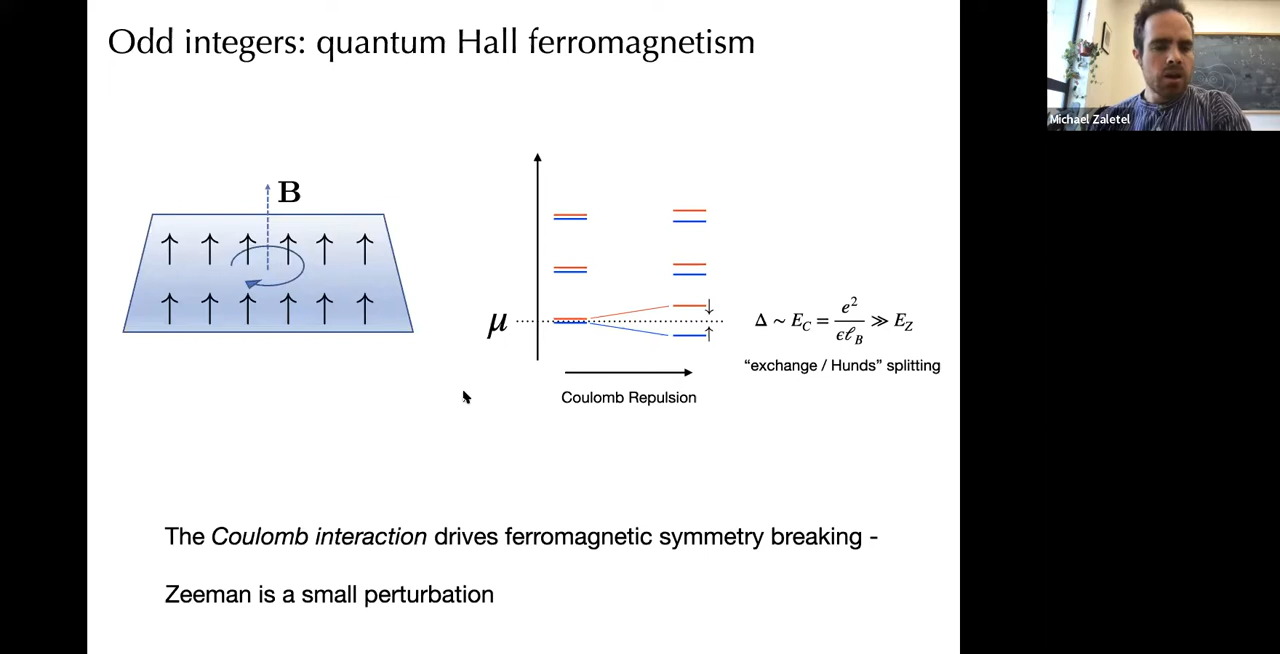 Odd integers: quantum Hall ferromagnetism
Michael Zaletel
B
μ
Δ ~ E_C = e²/εℓ_B ≫ E_Z
"exchange / Hunds" splitting
Coulomb Repulsion
The Coulomb interaction drives ferromagnetic symmetry breaking -
Zeeman is a small perturbation